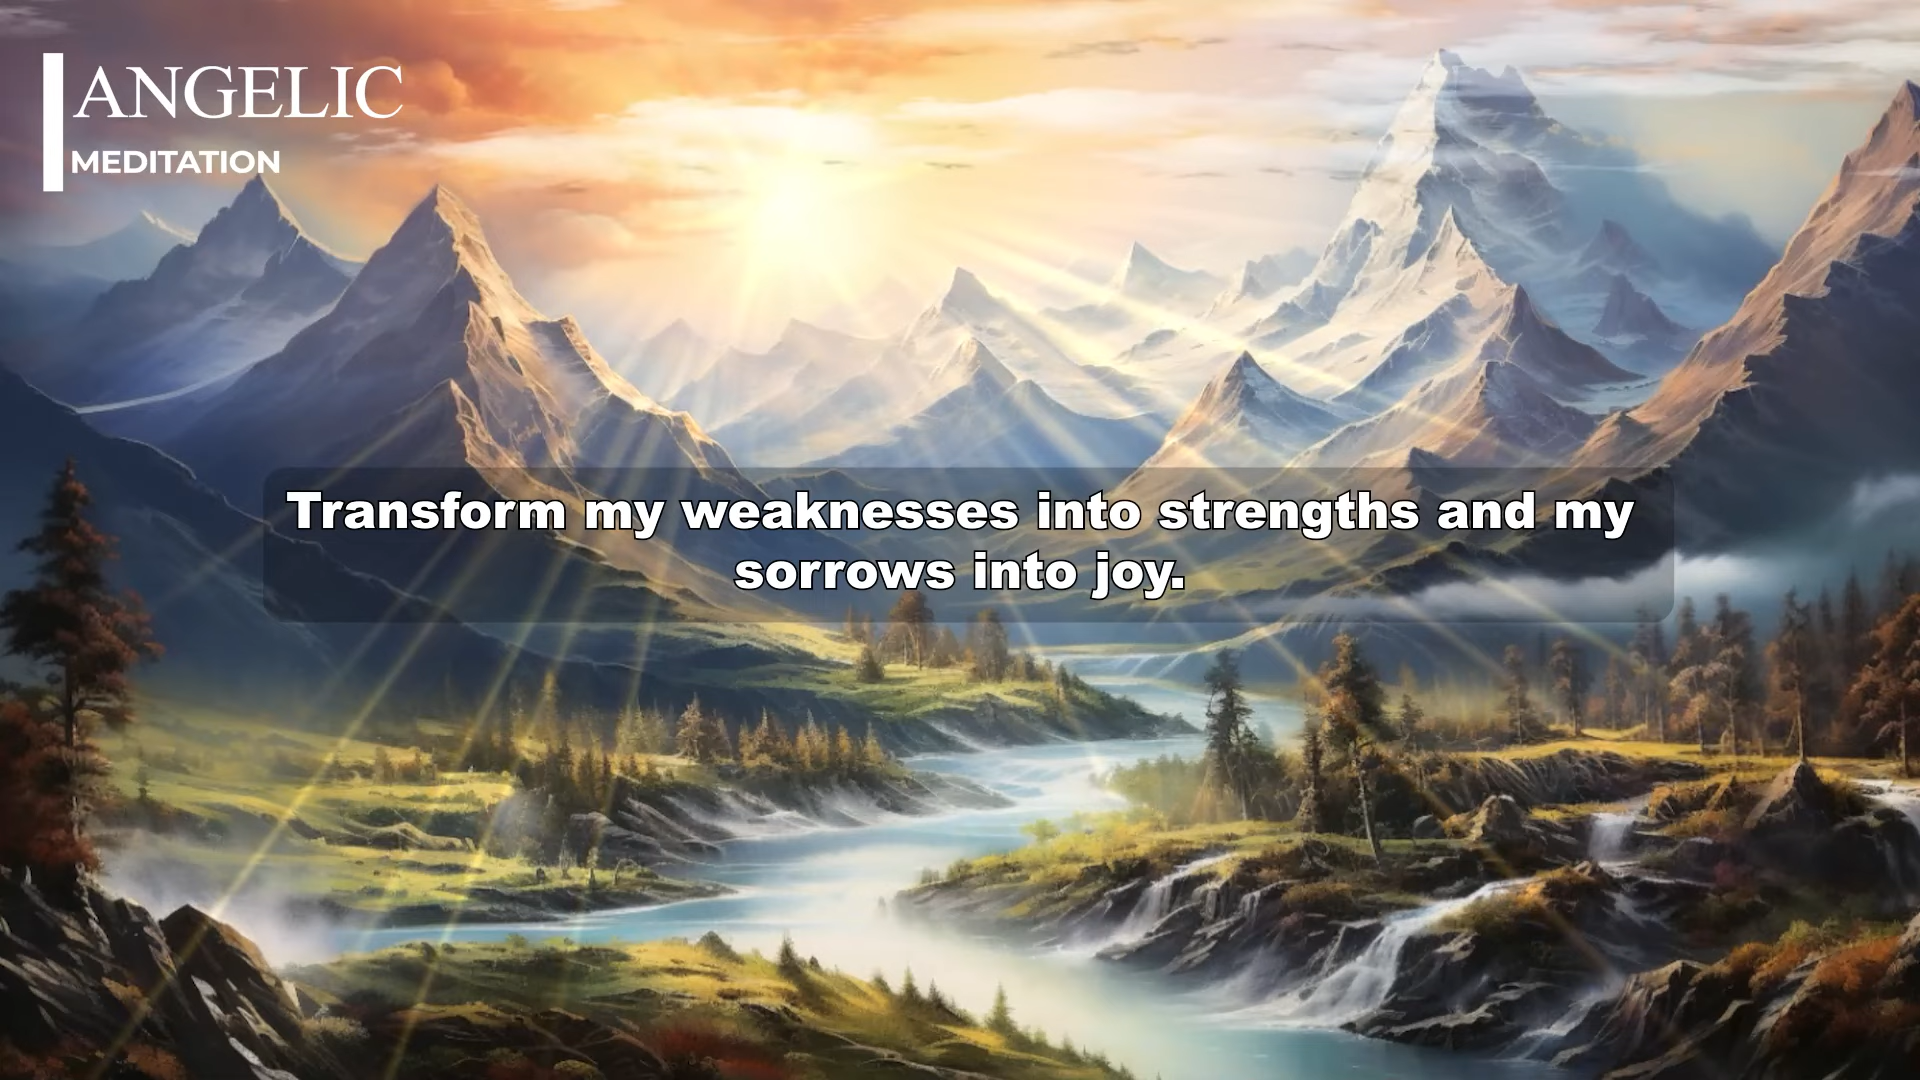 ANGELIC
MEDITATION
Transform my weaknesses into strengths and my
sorrows into joy.